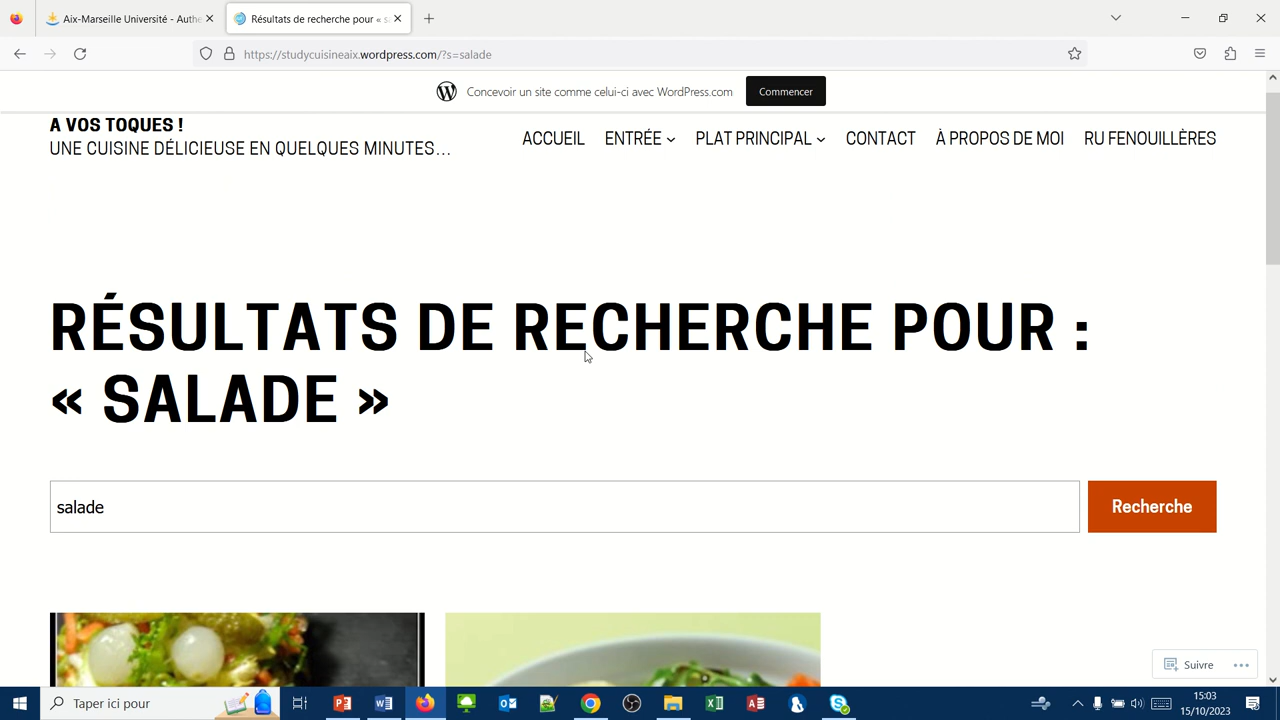 Aix-Marseille Université - Authe
Résultats de recherche pour « s
https://studycuisineaix.wordpress.com/?s=salade
Concevoir un site comme celui-ci avec WordPress.com
Commencer
A VOS TOQUES !
UNE CUISINE DÉLICIEUSE EN QUELQUES MINUTES…
ACCUEIL ENTRÉE PLAT PRINCIPAL CONTACT À PROPOS DE MOI RU FENOUILLÈRES
RÉSULTATS DE RECHERCHE POUR :
« SALADE »
salade
Recherche
Suivre
Taper ici pour
15:03
15/10/2023